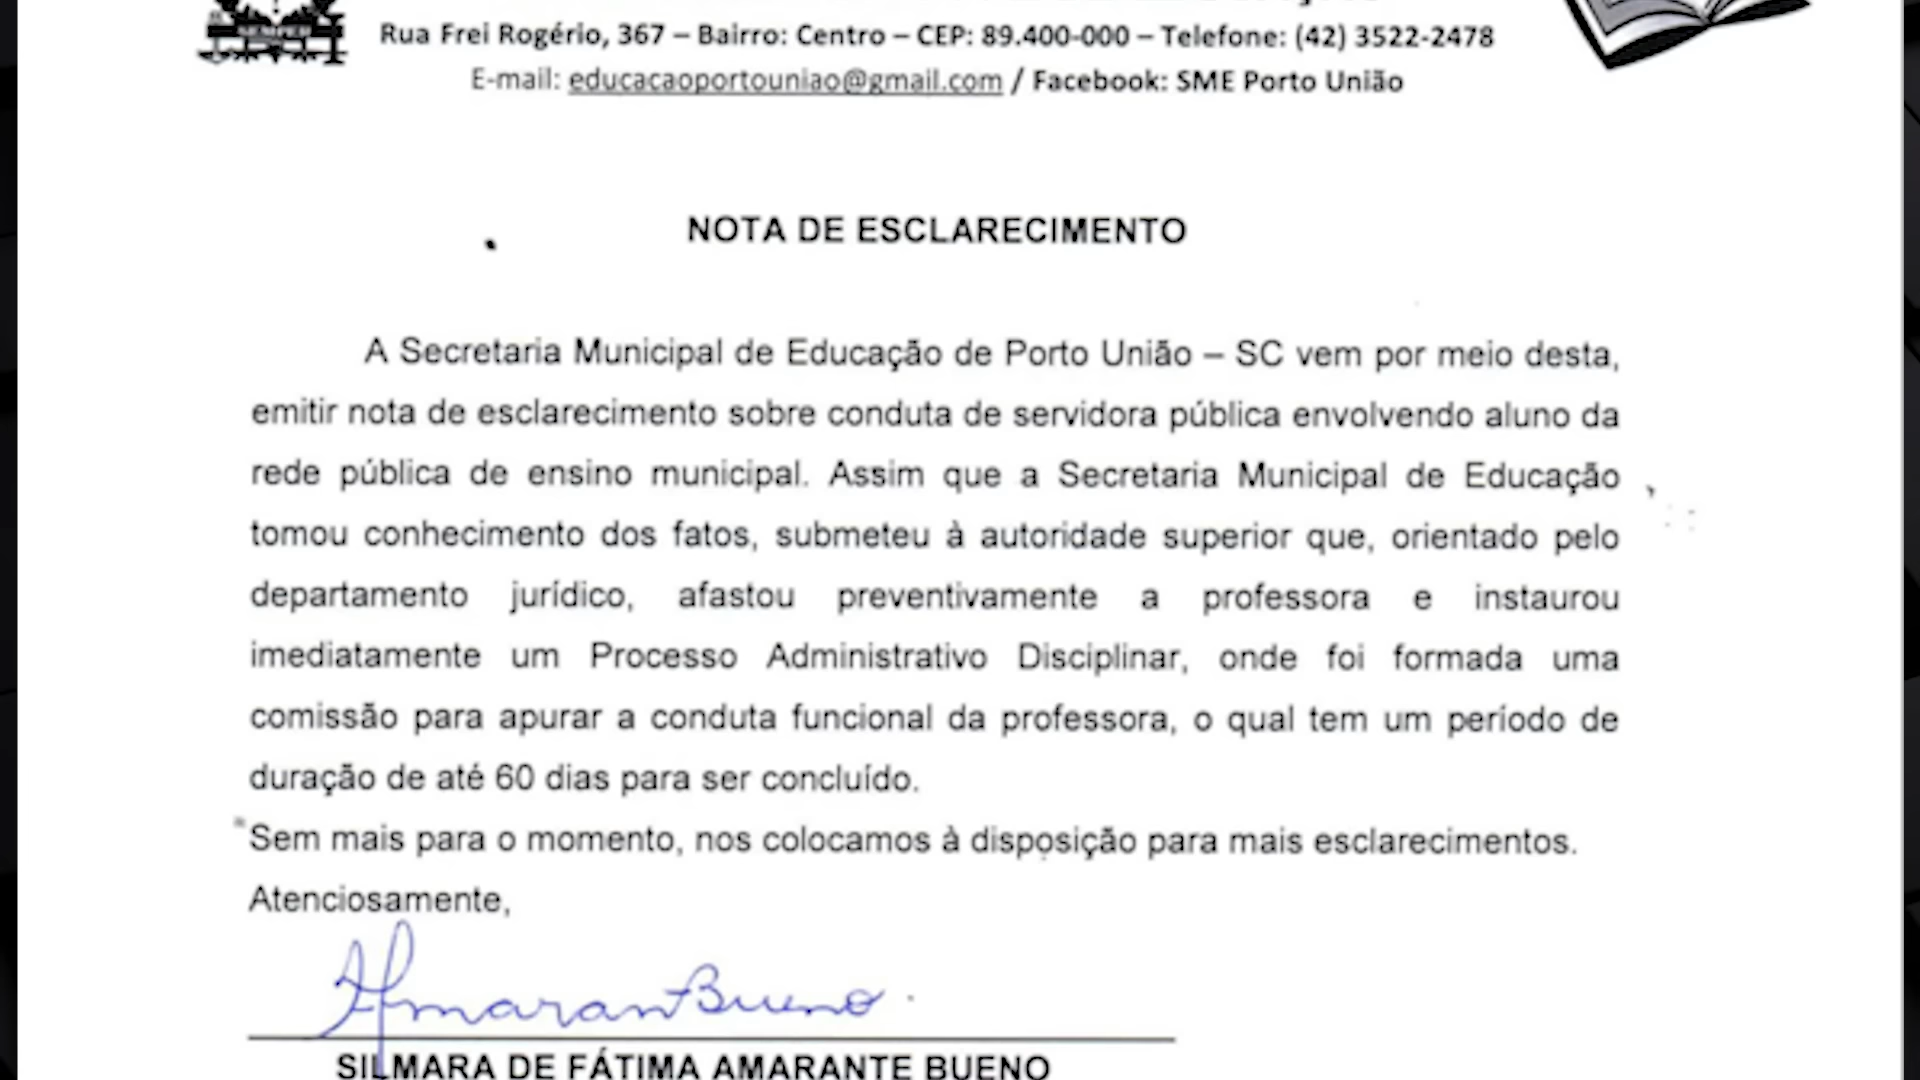 Rua Frei Rogério, 367 – Bairro: Centro – CEP: 89.400-000 – Telefone: (42) 3522-2478
E-mail: educacaoportouniao@gmail.com / Facebook: SME Porto União
NOTA DE ESCLARECIMENTO
A Secretaria Municipal de Educação de Porto União – SC vem por meio desta,
emitir nota de esclarecimento sobre conduta de servidora pública envolvendo aluno da
rede pública de ensino municipal. Assim que a Secretaria Municipal de Educação
tomou conhecimento dos fatos, submeteu à autoridade superior que, orientado pelo
departamento jurídico, afastou preventivamente a professora e instaurou
imediatamente um Processo Administrativo Disciplinar, onde foi formada uma
comissão para apurar a conduta funcional da professora, o qual tem um período de
duração de até 60 dias para ser concluído.
Sem mais para o momento, nos colocamos à disposição para mais esclarecimentos.
Atenciosamente,
SILMARA DE FÁTIMA AMARANTE BUENO